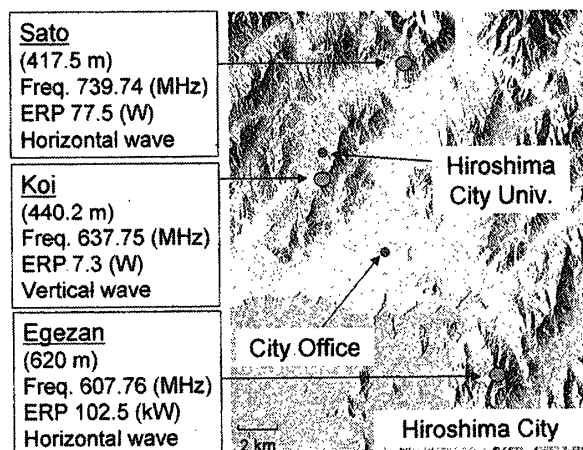 Sato
(417.5 m)
Freq. 739.74 (MHz)
ERP 77.5 (W)
Horizontal wave
Koi
(440.2 m)
Freq. 637.75 (MHz)
ERP 7.3 (W)
Vertical wave
Egezan
(620 m)
Freq. 607.76 (MHz)
ERP 102.5 (kW)
Horizontal wave
Hiroshima
City Univ.
City Office
2 km
Hiroshima City